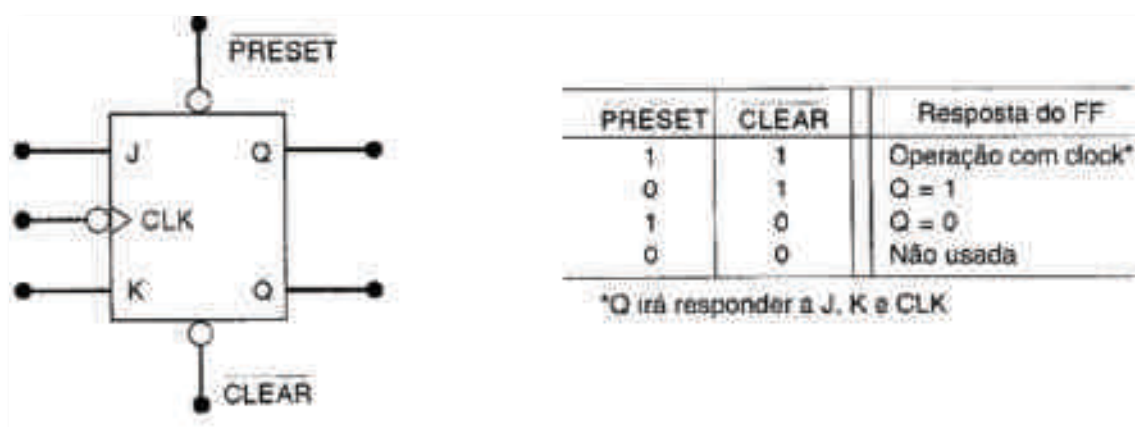 PRESET
J Q
CLK
K Q
CLEAR
PRESET CLEAR Resposta do FF
1 1 Operação com clock*
0 1 Q = 1
1 0 Q = 0
0 0 Não usada
*Q irá responder a J, K e CLK